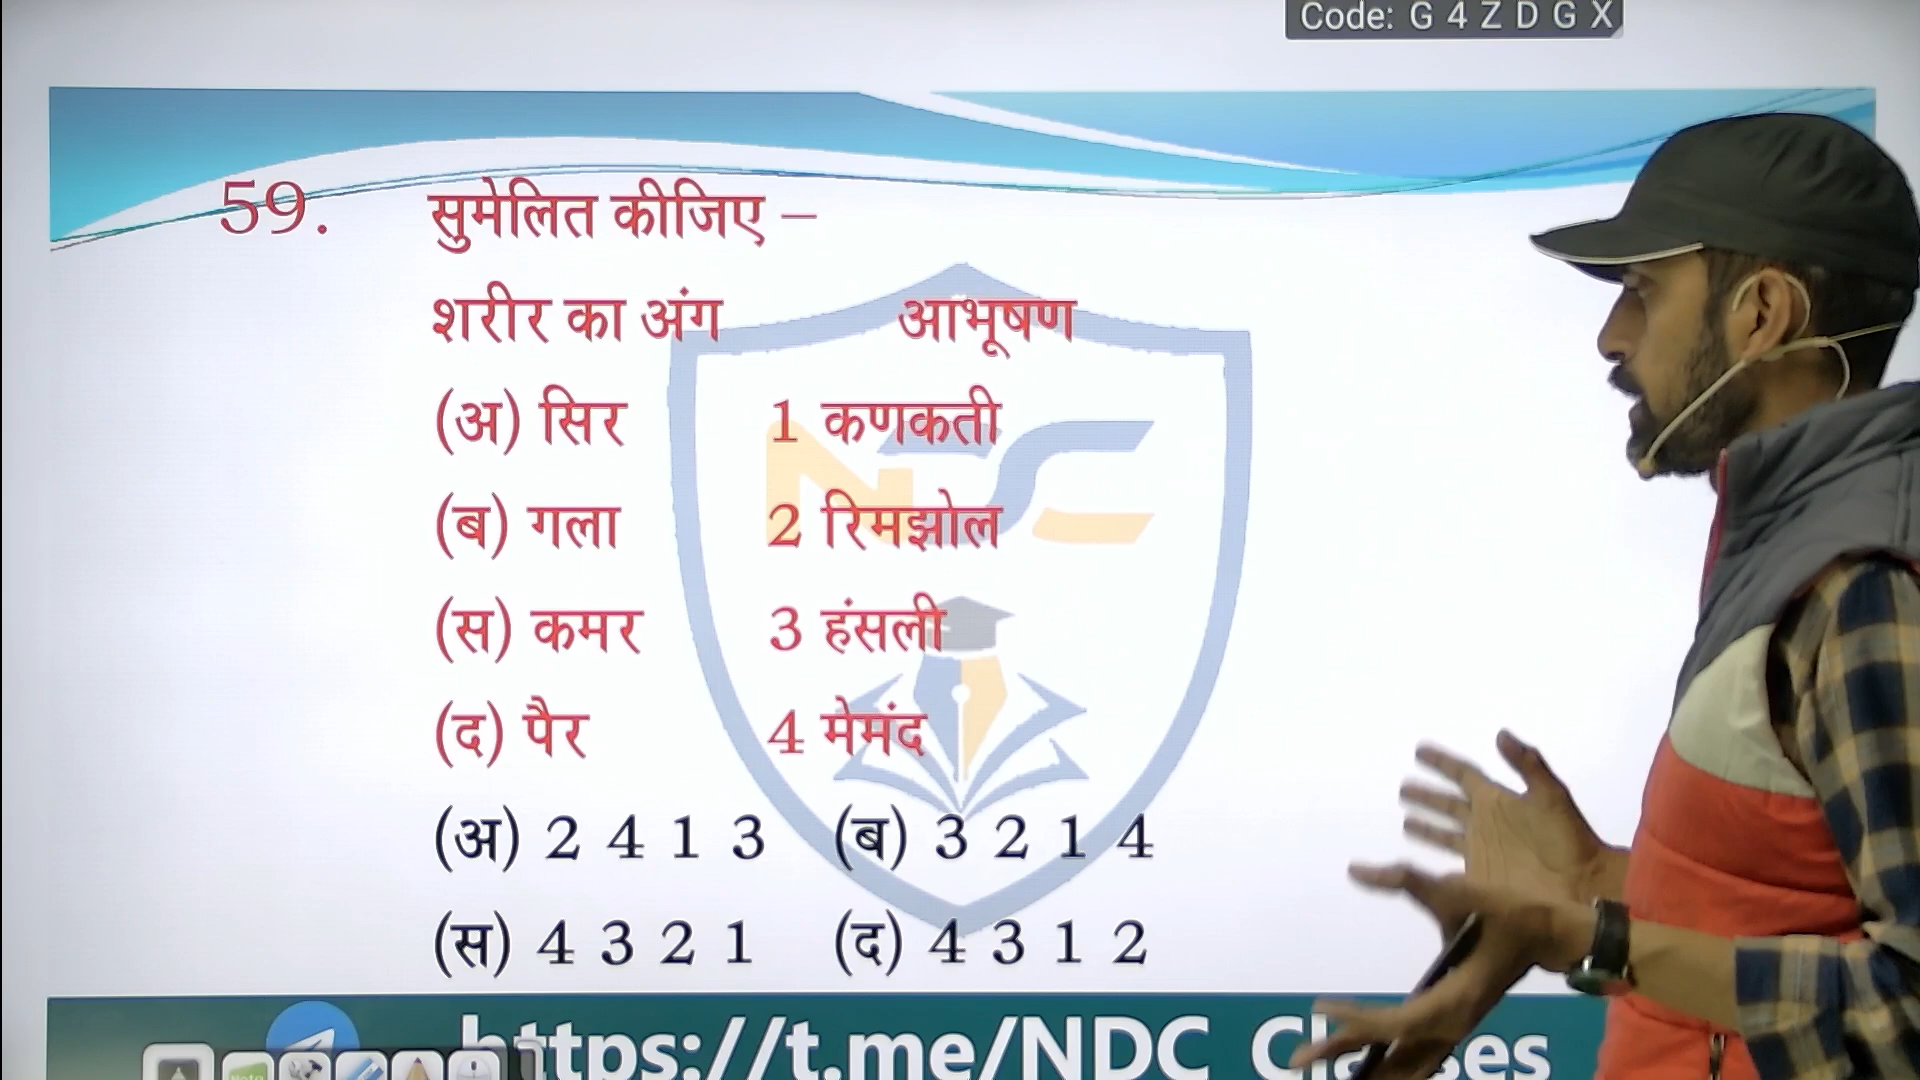 Code: G 4 Z D G X
59. सुमेलित कीजिए –
शरीर का अंग आभूषण
(अ) सिर 1 कणकती
(ब) गला 2 रिमझोल
(स) कमर 3 हंसली
(द) पैर 4 मेमंद
(अ) 2 4 1 3 (ब) 3 2 1 4
(स) 4 3 2 1 (द) 4 3 1 2
https://t.me/NDC